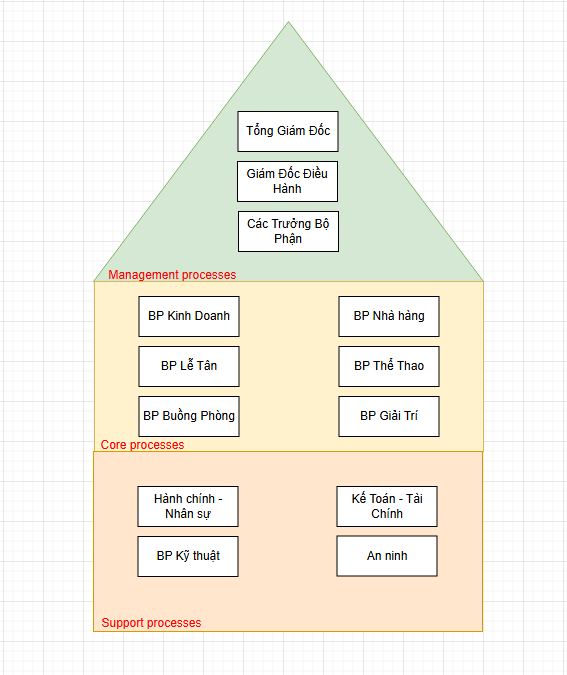 Tổng Giám Đốc
Giám Đốc Điều
Hành
Các Trưởng Bộ
Phận
Management processes
BP Kinh Doanh
BP Nhà hàng
BP Lễ Tân
BP Thể Thao
BP Buồng Phòng
BP Giải Trí
Core processes
Hành chính -
Nhân sự
Kế Toán - Tài
Chính
BP Kỹ thuật
An ninh
Support processes